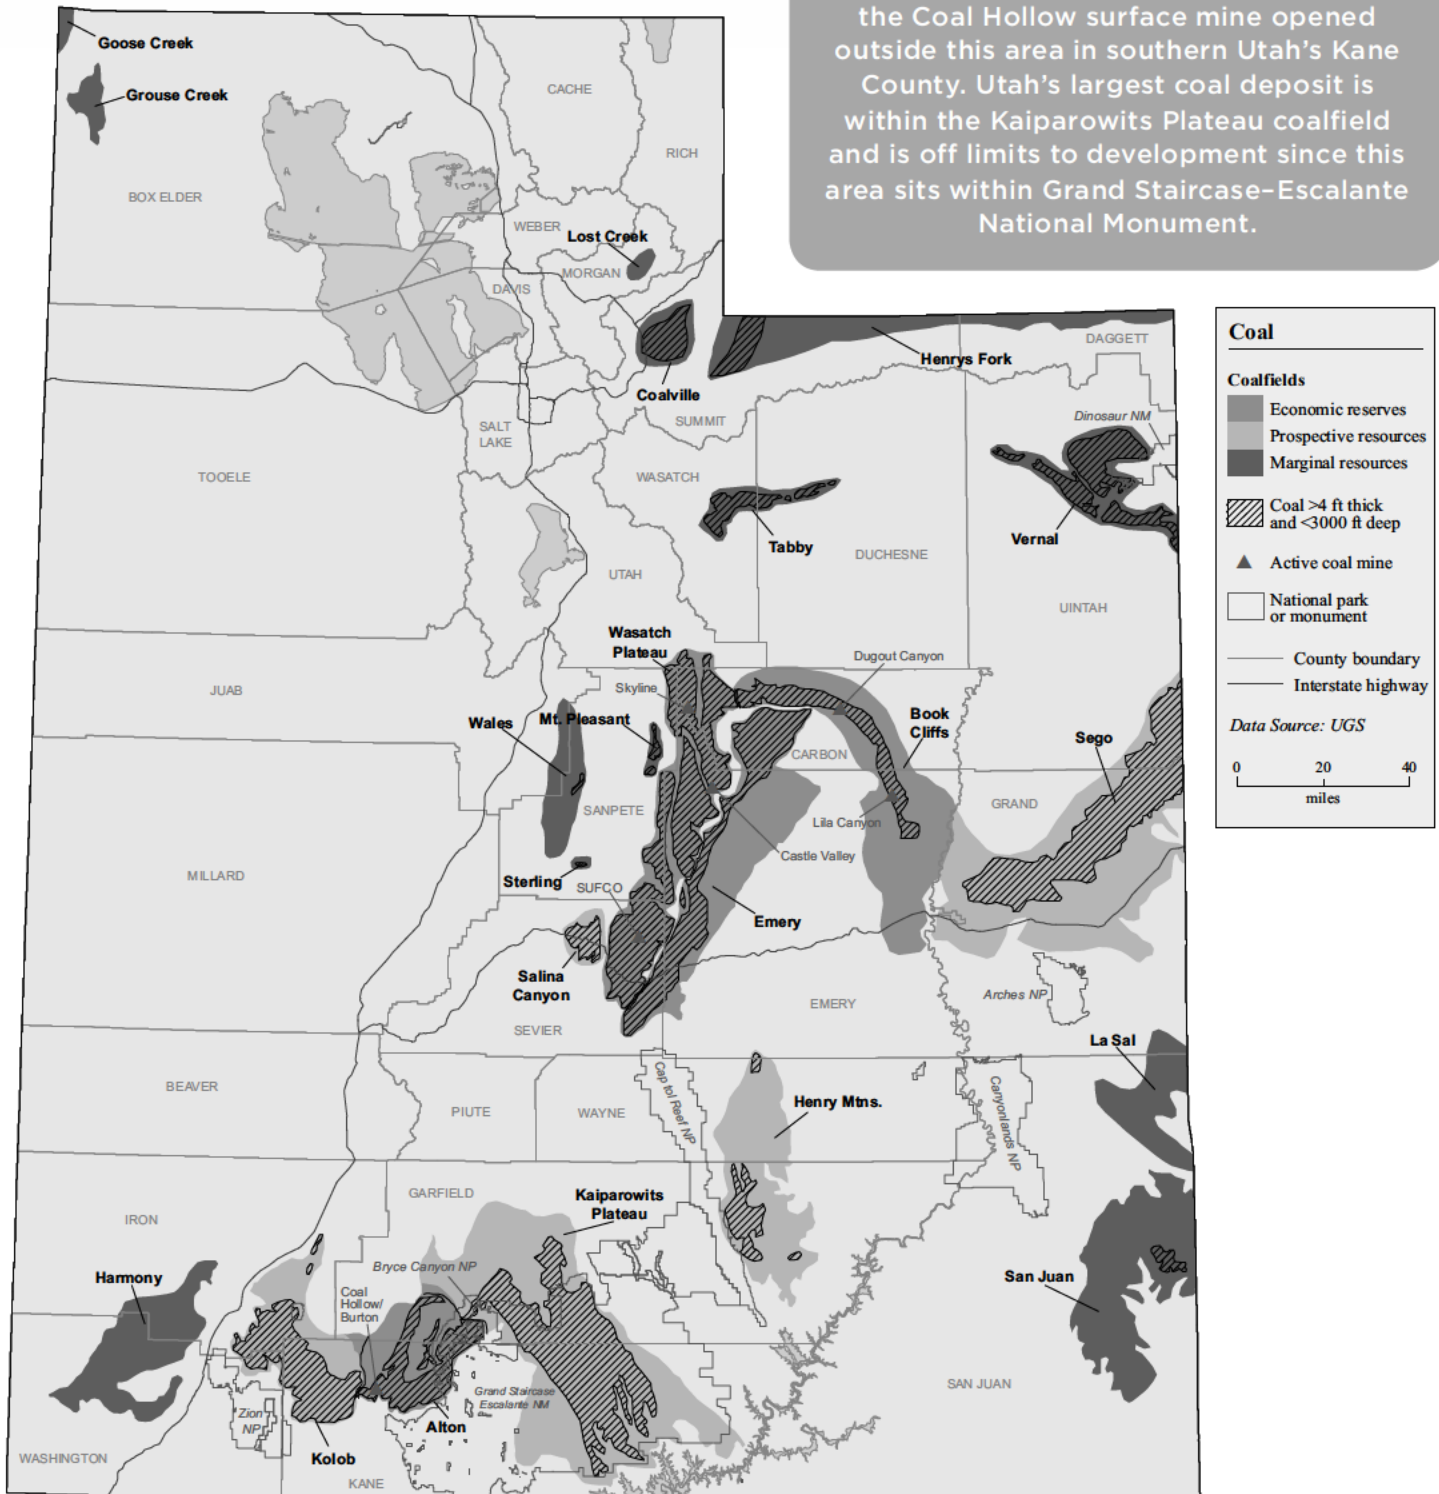 the Coal Hollow surface mine opened
outside this area in southern Utah’s Kane
County. Utah’s largest coal deposit is
within the Kaiparowits Plateau coalfield
and is off limits to development since this
area sits within Grand Staircase–Escalante
National Monument.
Goose Creek
Grouse Creek
CACHE
RICH
BOX ELDER
WEBER
Lost Creek
MORGAN
DAVIS
DAGGETT
Henrys Fork
Coalville
SUMMIT
SALT
LAKE
Dinosaur NM
TOOELE
WASATCH
Tabby
Vernal
DUCHESNE
UTAH
UINTAH
Wasatch
Plateau
Dugout Canyon
Skyline
JUAB
Wales
Mt. Pleasant
Book
Cliffs
Sego
CARBON
SANPETE
GRAND
Lila Canyon
Castle Valley
MILLARD
Sterling
SUFCO
Emery
Salina
Canyon
EMERY
Arches NP
SEVIER
La Sal
BEAVER
Henry Mtns.
PIUTE
WAYNE
Cap tol Reef NP
Canyonlands NP
GARFIELD
Kaiparowits
Plateau
IRON
Bryce Canyon NP
Harmony
Coal
Hollow/
Burton
San Juan
SAN JUAN
Grand Staircase
Escalante NM
Zion
NP
Alton
Kolob
WASHINGTON
KANE
Coal
Coalfields
Economic reserves
Prospective resources
Marginal resources
Coal >4 ft thick
and <3000 ft deep
Active coal mine
National park
or monument
County boundary
Interstate highway
Data Source: UGS
0 20 40
miles